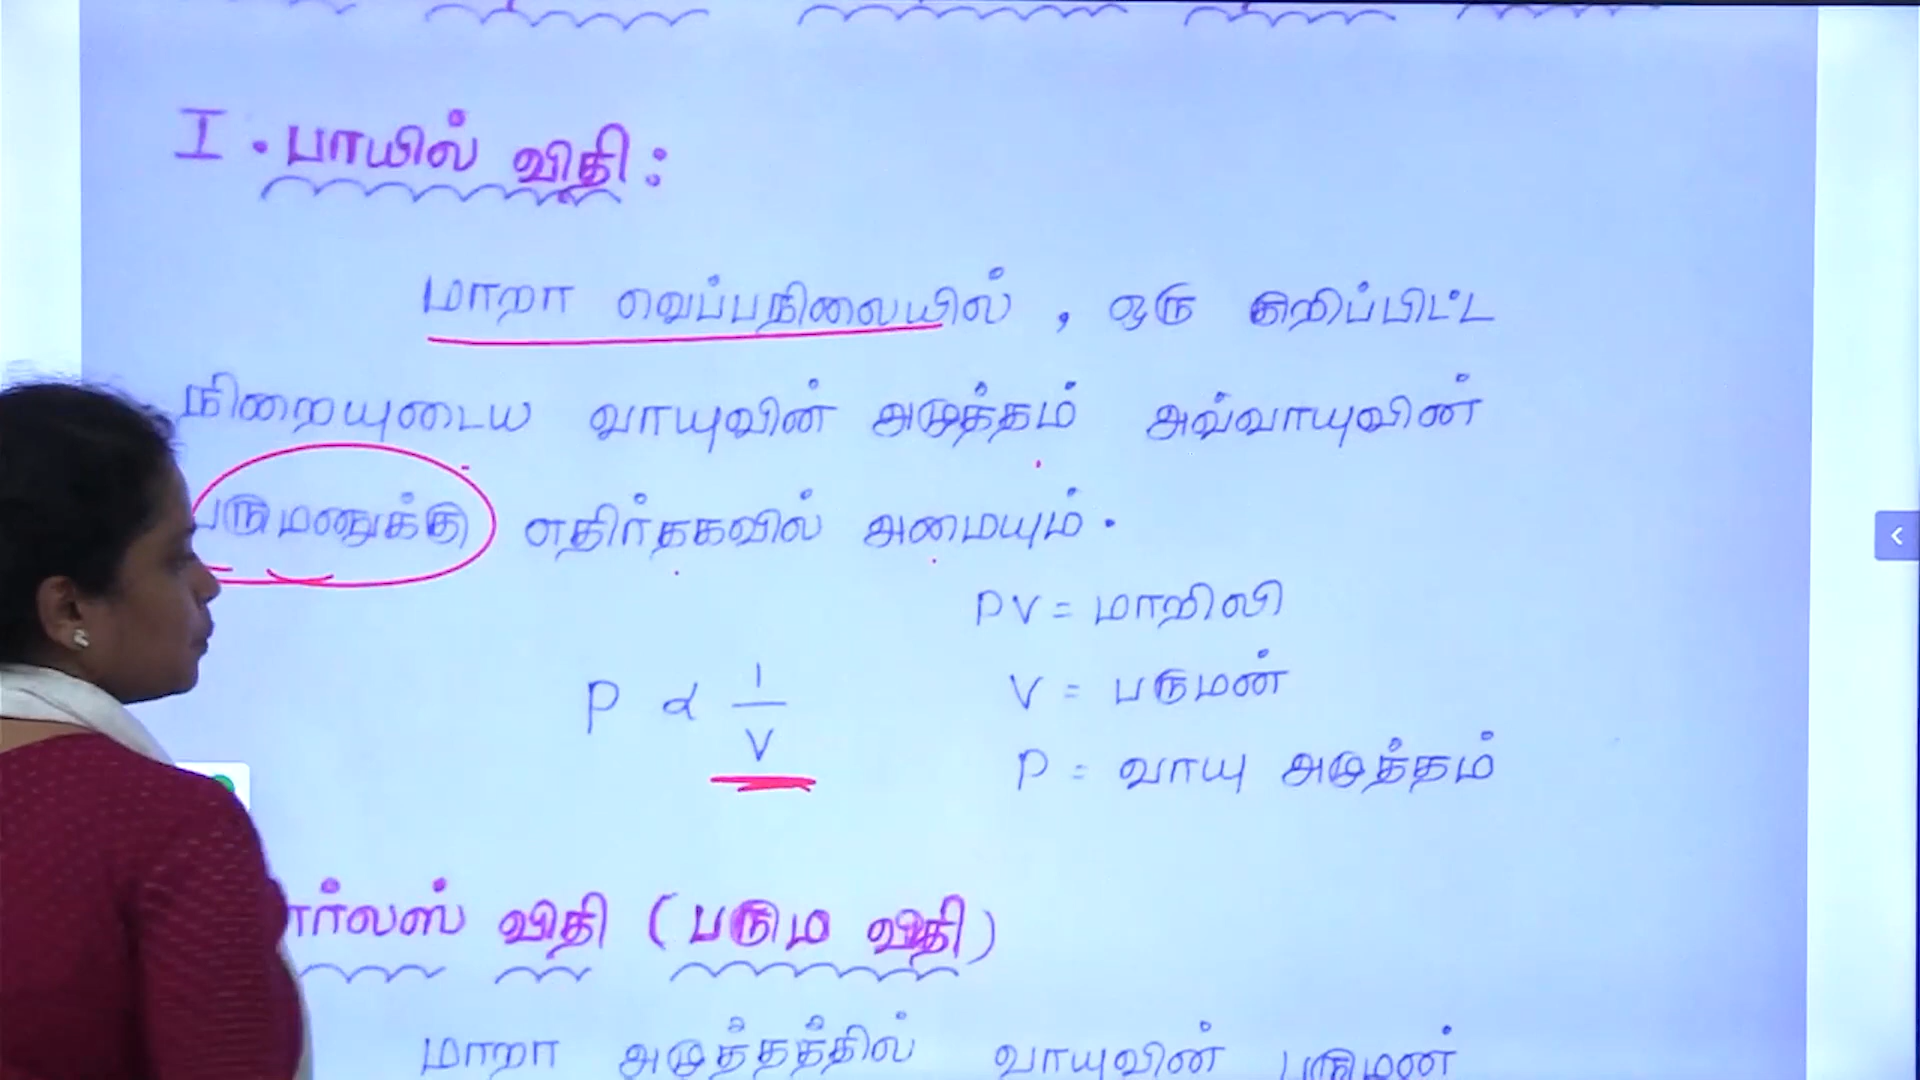 I. பாயில் விதி:
மாறா வெப்பநிலையில், ஒரு குறிப்பிட்ட
நிறையுடைய வாயுவின் அழுத்தம் அவ்வாயுவின்
பருமனுக்கு எதிர்தகவில் அமையும்.
PV = மாறிலி
P ∝ 1/V
V = பருமன்
P = வாயு அழுத்தம்
விதி (பரும விதி)
மாறா அழுத்தத்தில் வாயுவின் பருமன்